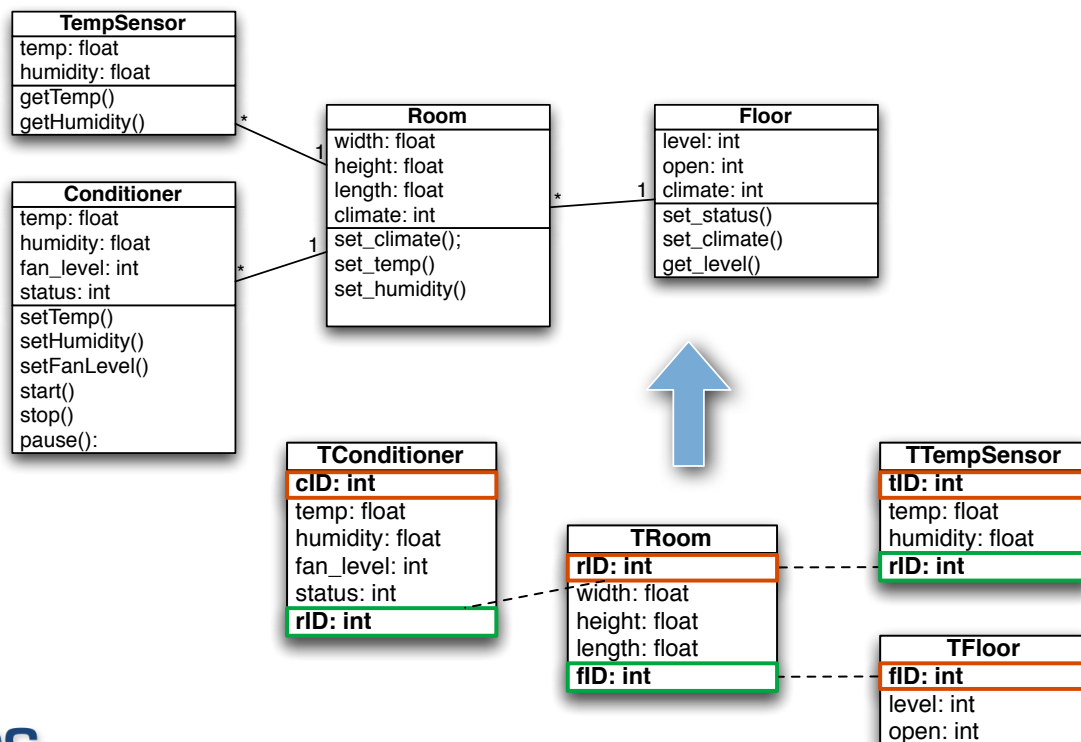 TempSensor
temp: float
humidity: float
getTemp()
getHumidity()
*
1
Conditioner
temp: float
humidity: float
fan_level: int
status: int
setTemp()
setHumidity()
setFanLevel()
start()
stop()
pause():
*
1
Room
width: float
height: float
length: float
climate: int
set_climate();
set_temp()
set_humidity()
*
1
Floor
level: int
open: int
climate: int
set_status()
set_climate()
get_level()
TConditioner
cID: int
temp: float
humidity: float
fan_level: int
status: int
rID: int
TRoom
rID: int
width: float
height: float
length: float
fID: int
TTempSensor
tID: int
temp: float
humidity: float
rID: int
TFloor
fID: int
level: int
open: int